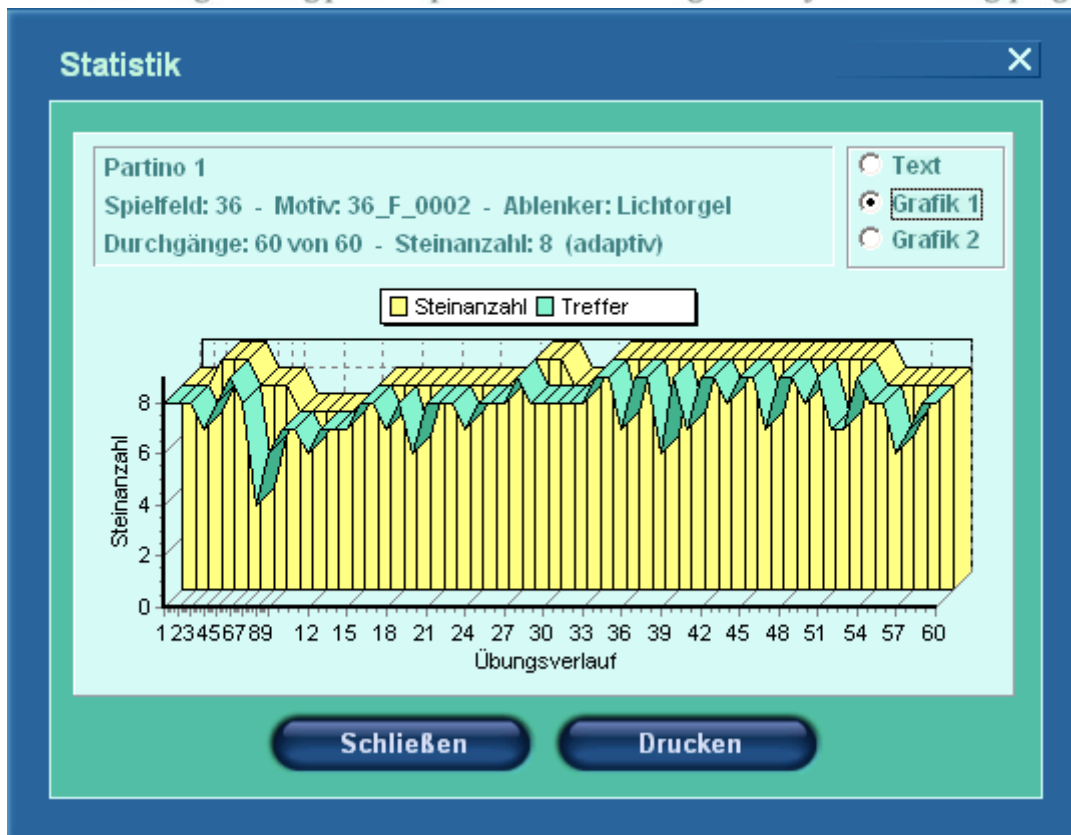 Statistik
Partino 1
Spielfeld: 36 - Motiv: 36_F_0002 - Ablenker: Lichtorgel
Durchgänge: 60 von 60 - Steinanzahl: 8 (adaptiv)
Text
Grafik 1
Grafik 2
Steinanzahl Treffer
Steinanzahl
8
6
4
2
0
1 2 3 4 5 6 7 8 9 12 15 18 21 24 27 30 33 36 39 42 45 48 51 54 57 60
Übungsverlauf
Schließen Drucken